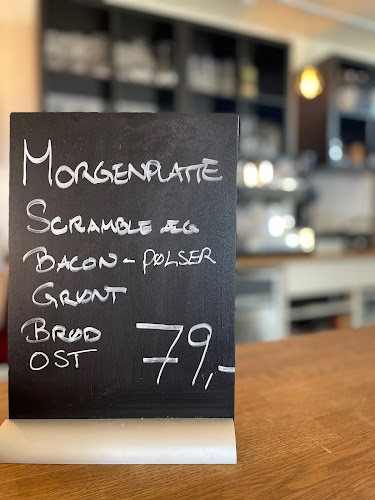 MORGENPLATTE
SCRAMBLE ÆG
BACON - PØLSER
GRØNT
BRØD
OST 79,-